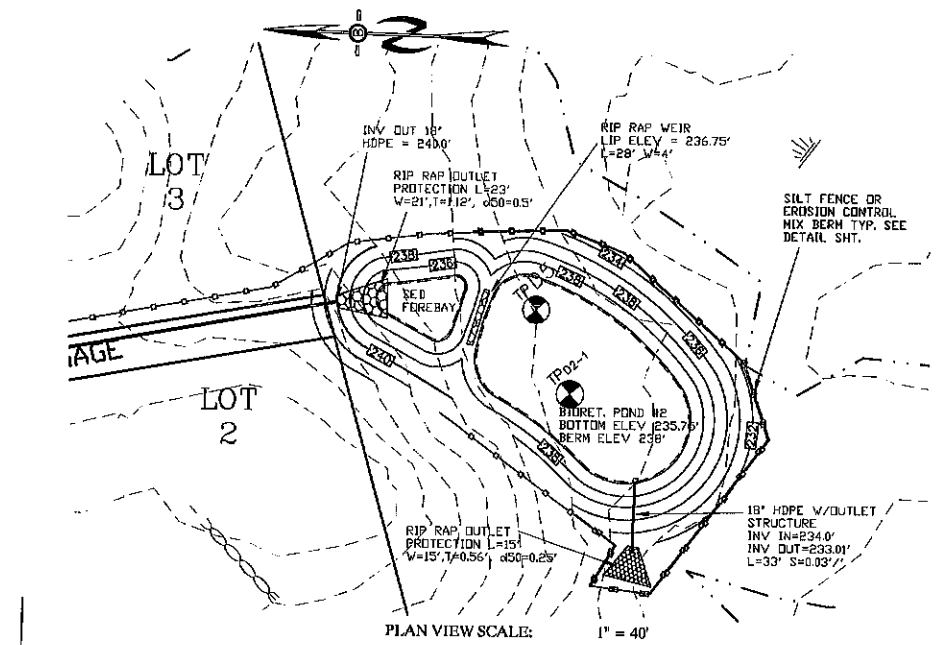 INV OUT 18"
HDPE = 240.0'
RIP RAP WEIR
LIP ELEV = 236.75'
L=28' W=4'
LOT
3
RIP RAP OUTLET
PROTECTION L=23'
W=21',T=1.12', d50=0.5'
SILT FENCE OR
EROSION CONTROL
MIX BERM TYP. SEE
DETAIL SHT.
234
238
236
238
SED
FOREBAY
TP
238
236
AGE
240
TPD2-1
LOT
2
BIORET. POND #2
BOTTOM ELEV 235.75'
BERM ELEV 238'
232
18" HDPE W/OUTLET
STRUCTURE
INV IN=234.0'
INV OUT=233.01'
L=33' S=0.03'/'
RIP RAP OUTLET
PROTECTION L=15'
W=15',T=0.56', d50=0.25'
PLAN VIEW SCALE: 1" = 40'